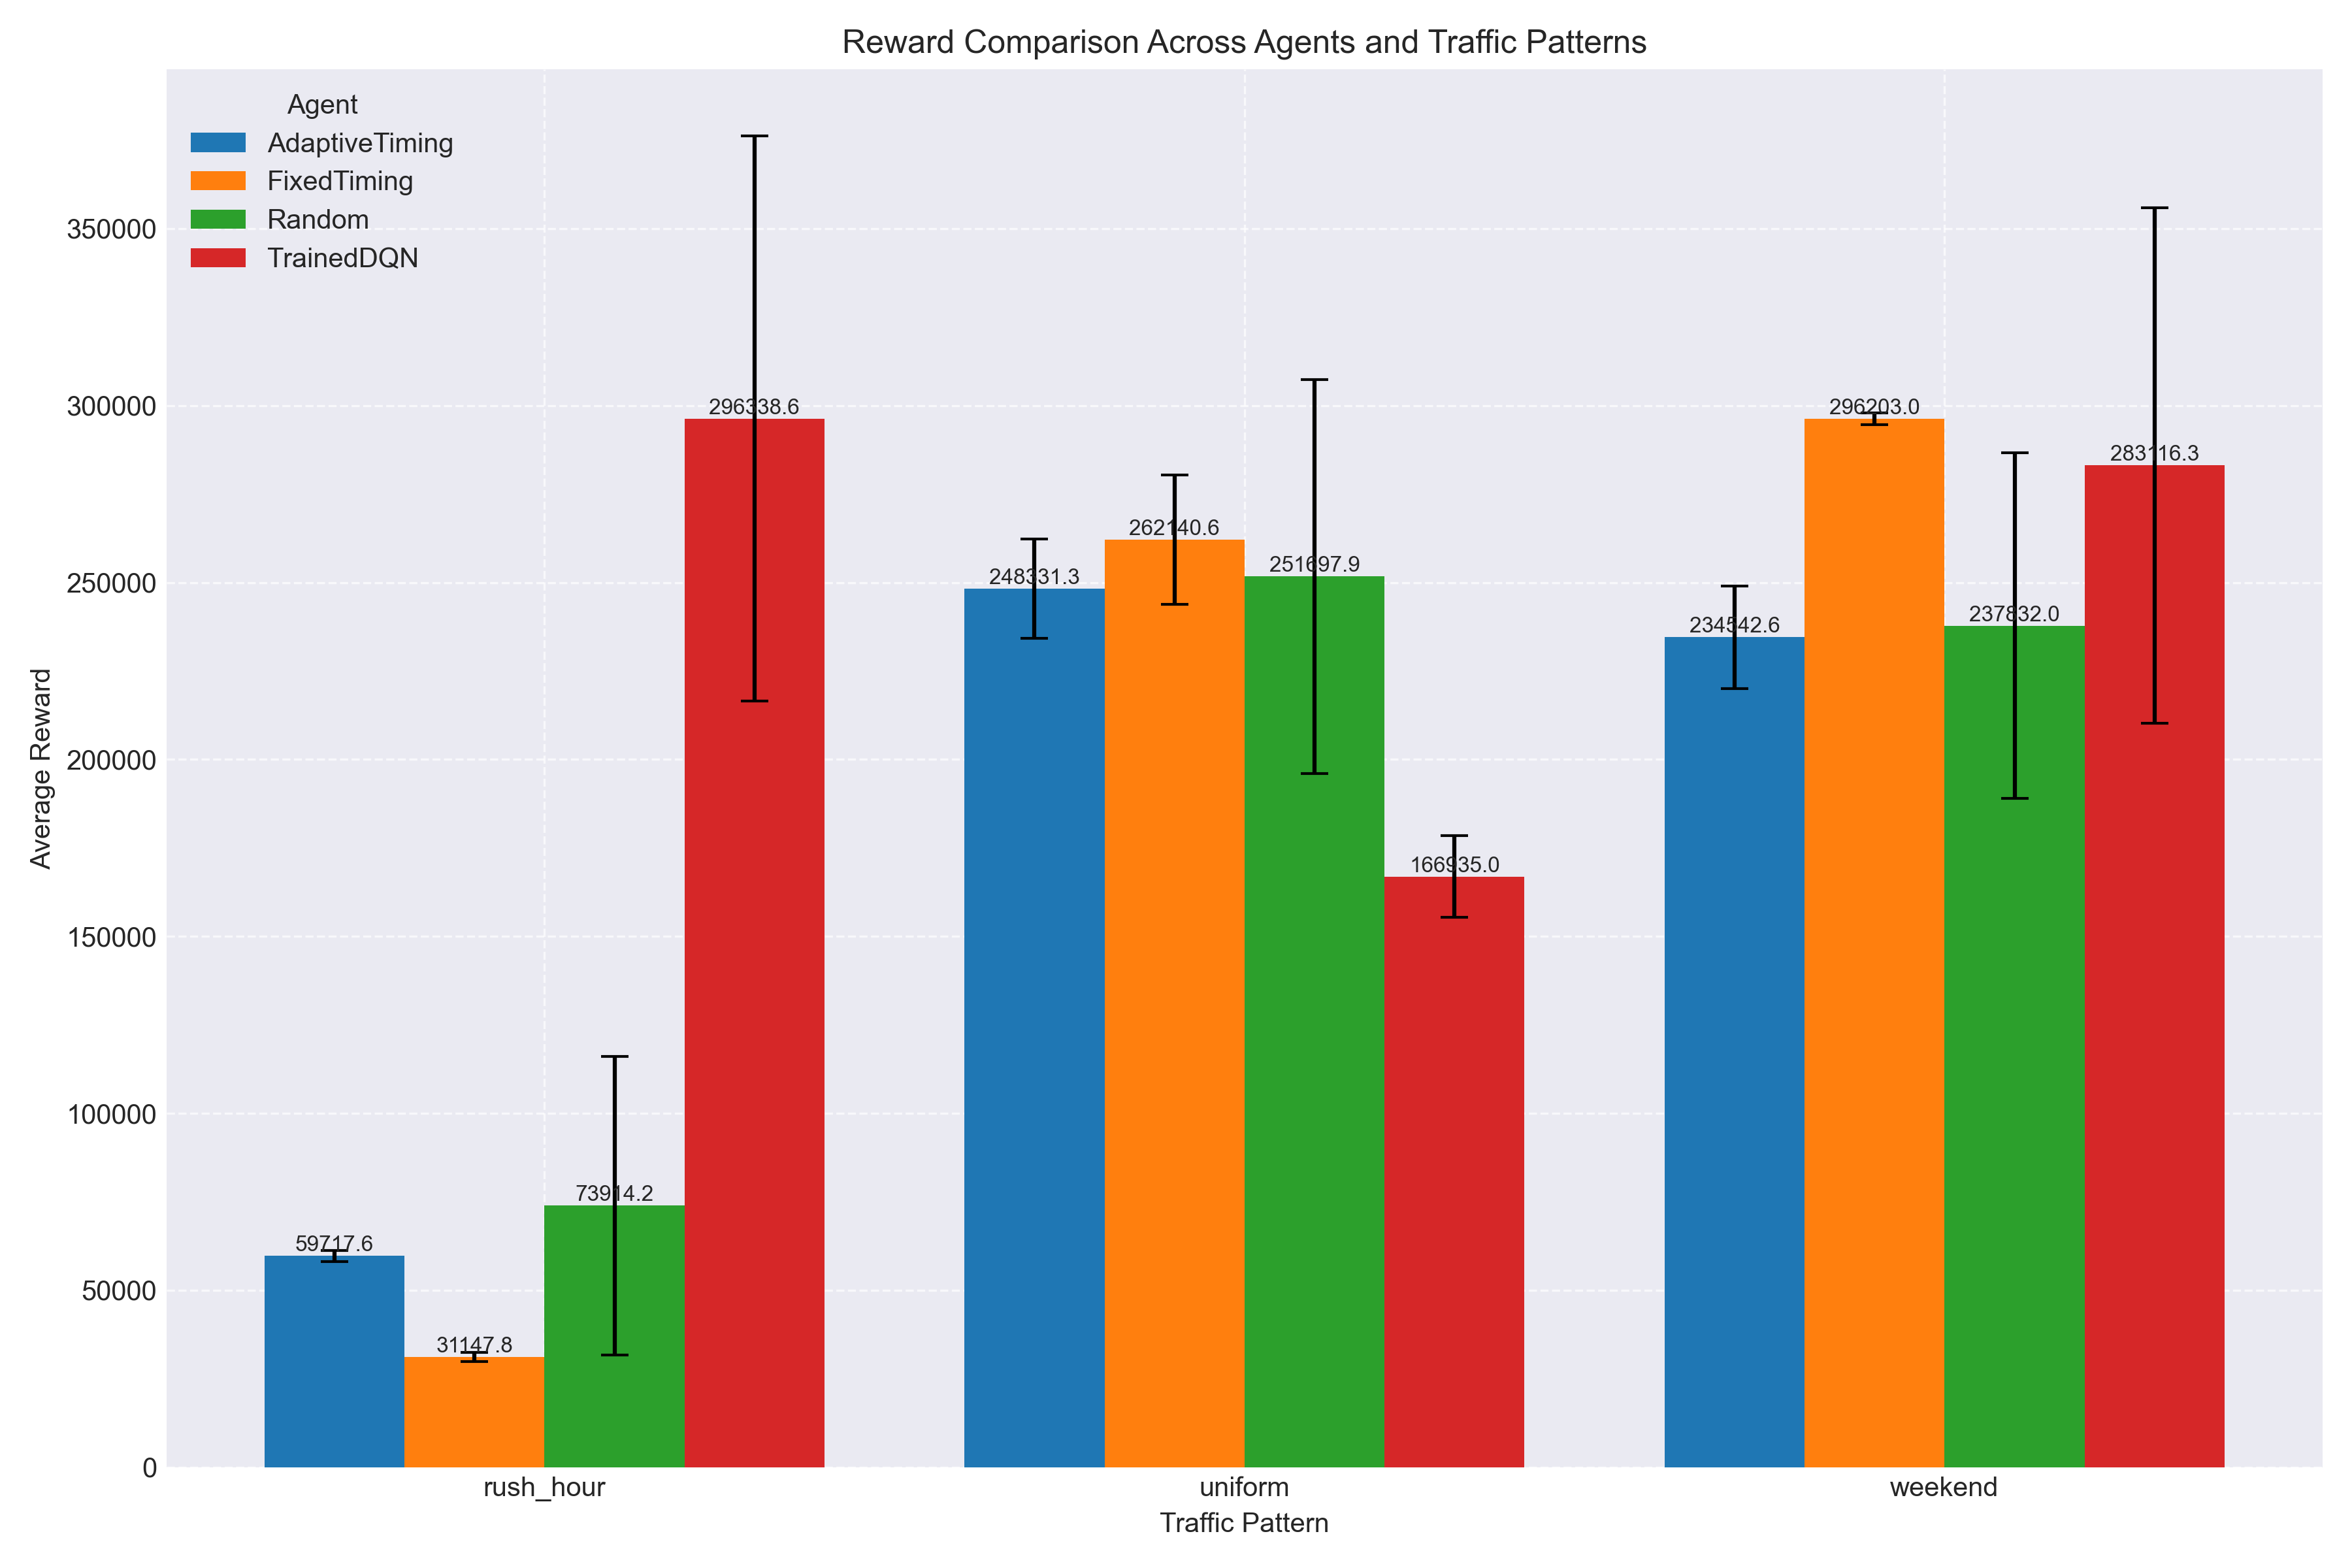 Reward Comparison Across Agents and Traffic Patterns
Agent
AdaptiveTiming
FixedTiming
Random
TrainedDQN
Average Reward
350000
300000
250000
200000
150000
100000
50000
0
59717.6
31147.8
73914.2
296338.6
248331.3
262140.6
251697.9
166935.0
234542.6
296203.0
237832.0
283116.3
rush_hour
uniform
weekend
Traffic Pattern